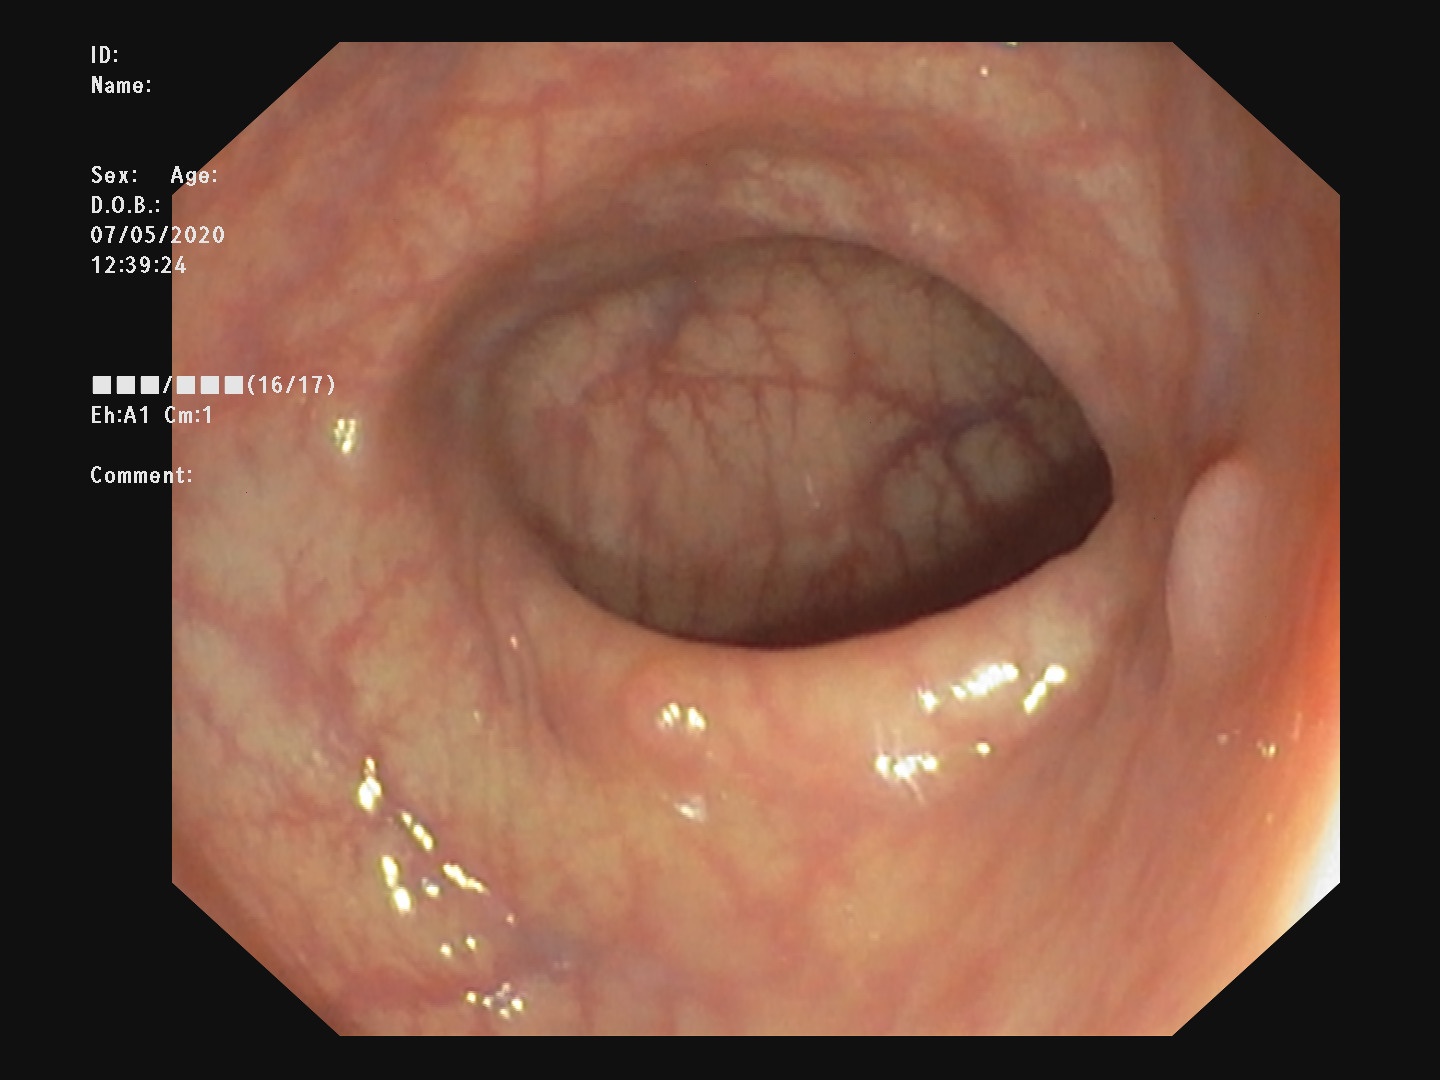 ID:
Name:
Sex: Age:
D.O.B.:
07/05/2020
12:39:24
■■■/■■■(16/17)
Eh:A1 Cm:1
Comment: